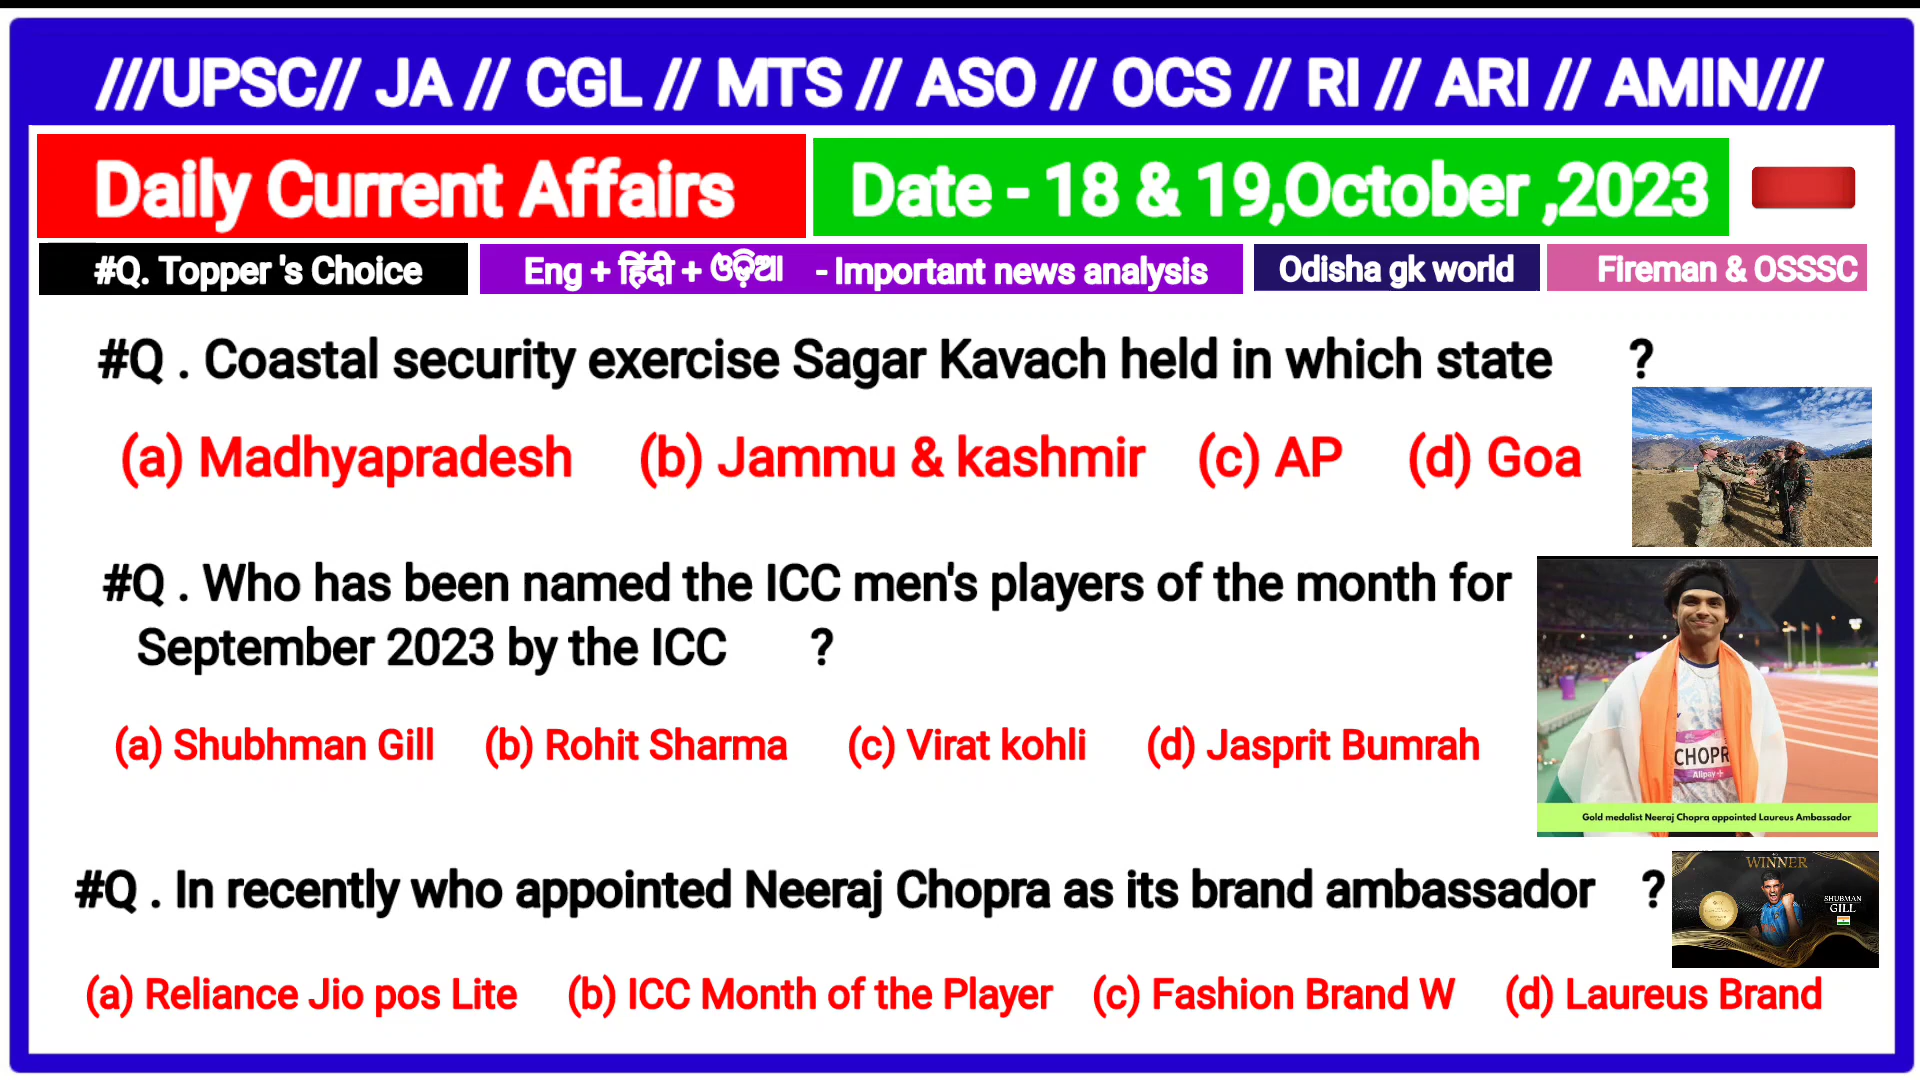 ///UPSC// JA // CGL // MTS // ASO // OCS // RI // ARI // AMIN///
Daily Current Affairs
Date - 18 & 19,October ,2023
#Q. Topper 's Choice
Eng + हिंदी + ଓଡ଼ିଆ - Important news analysis
Odisha gk world
Fireman & OSSSC
#Q . Coastal security exercise Sagar Kavach held in which state ?
(a) Madhyapradesh (b) Jammu & kashmir (c) AP (d) Goa
#Q . Who has been named the ICC men's players of the month for
September 2023 by the ICC ?
(a) Shubhman Gill (b) Rohit Sharma (c) Virat kohli (d) Jasprit Bumrah
CHOPR
Alipay
Gold medalist Neeraj Chopra appointed Laureus Ambassador
#Q . In recently who appointed Neeraj Chopra as its brand ambassador ?
WINNER
SHUBMAN
GILL
(a) Reliance Jio pos Lite (b) ICC Month of the Player (c) Fashion Brand W (d) Laureus Brand